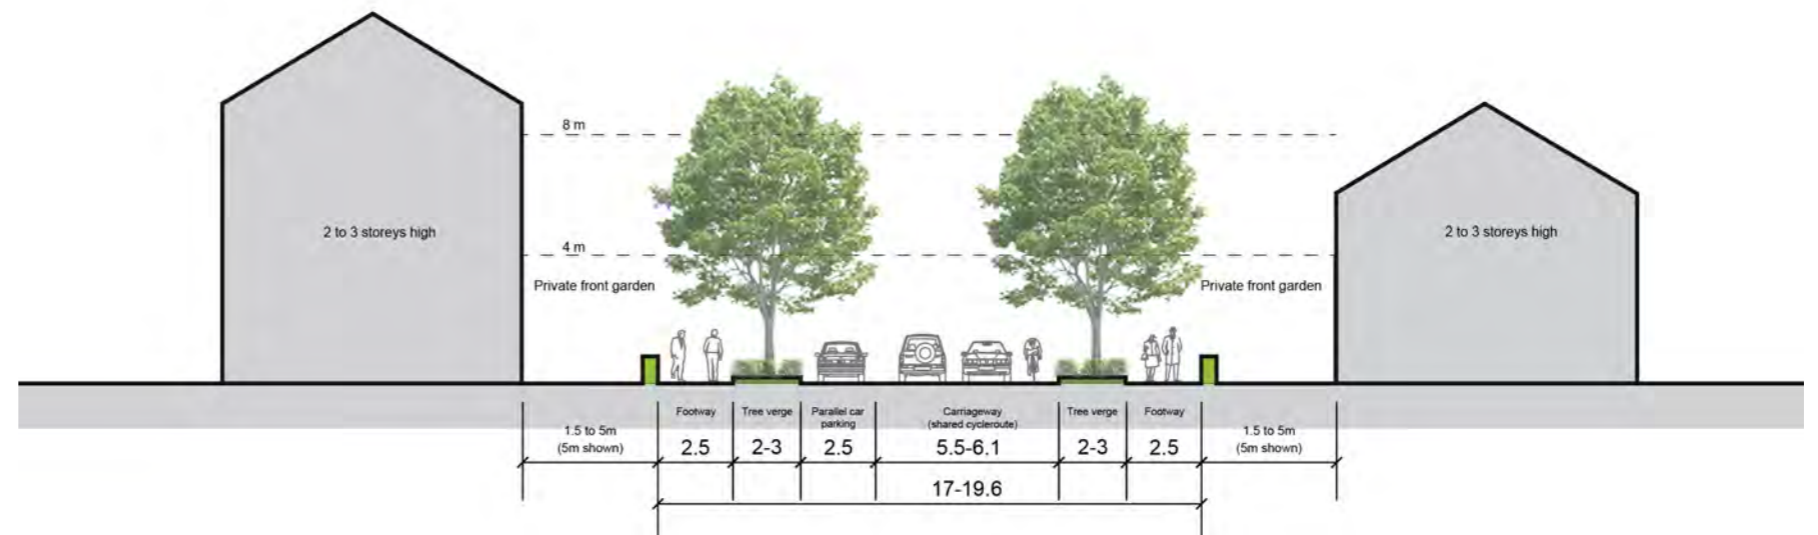 8 m
2 to 3 storeys high
2 to 3 storeys high
4 m
Private front garden
Private front garden
Footway
Tree verge
Parallel car
parking
Carriageway
(shared cycleroute)
Tree verge
Footway
1.5 to 5m
(5m shown)
2.5
2-3
2.5
5.5-6.1
2-3
2.5
1.5 to 5m
(5m shown)
17-19.6